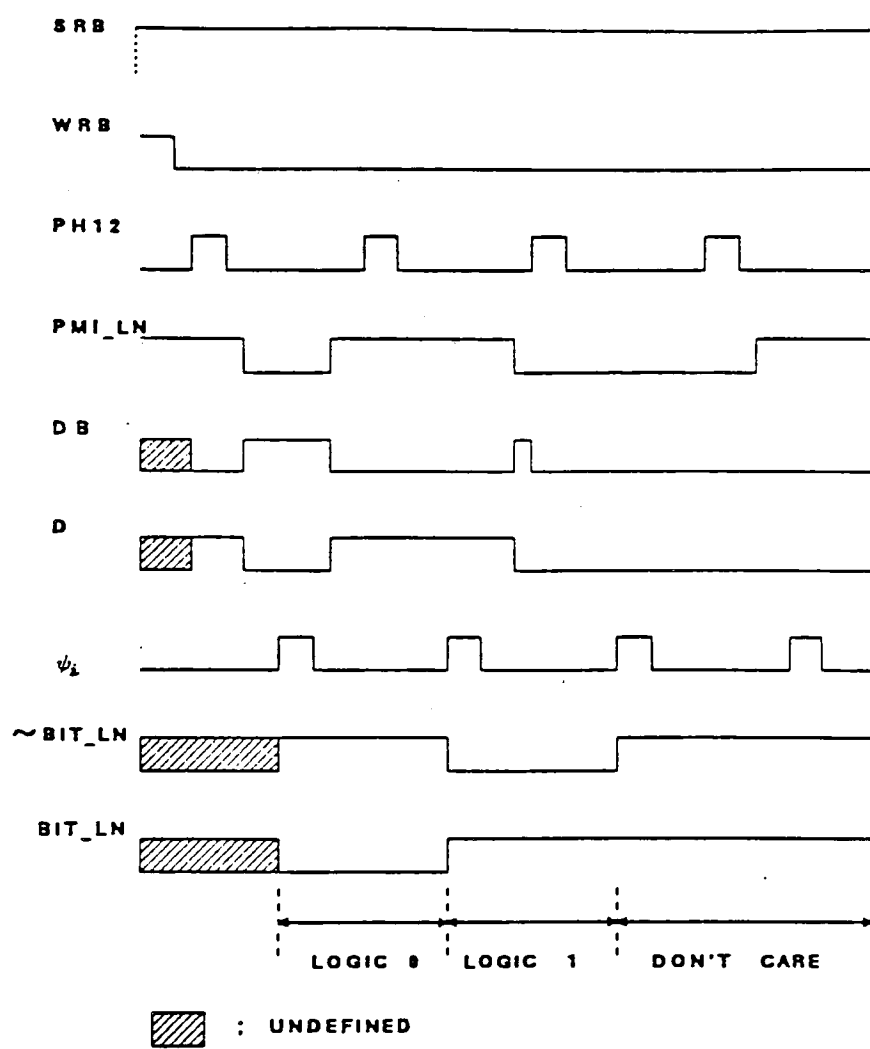 SRB
WRB
PH12
PMI_LN
DB
D
ψi
~BIT_LN
BIT_LN
LOGIC 0 LOGIC 1 DON'T CARE
: UNDEFINED